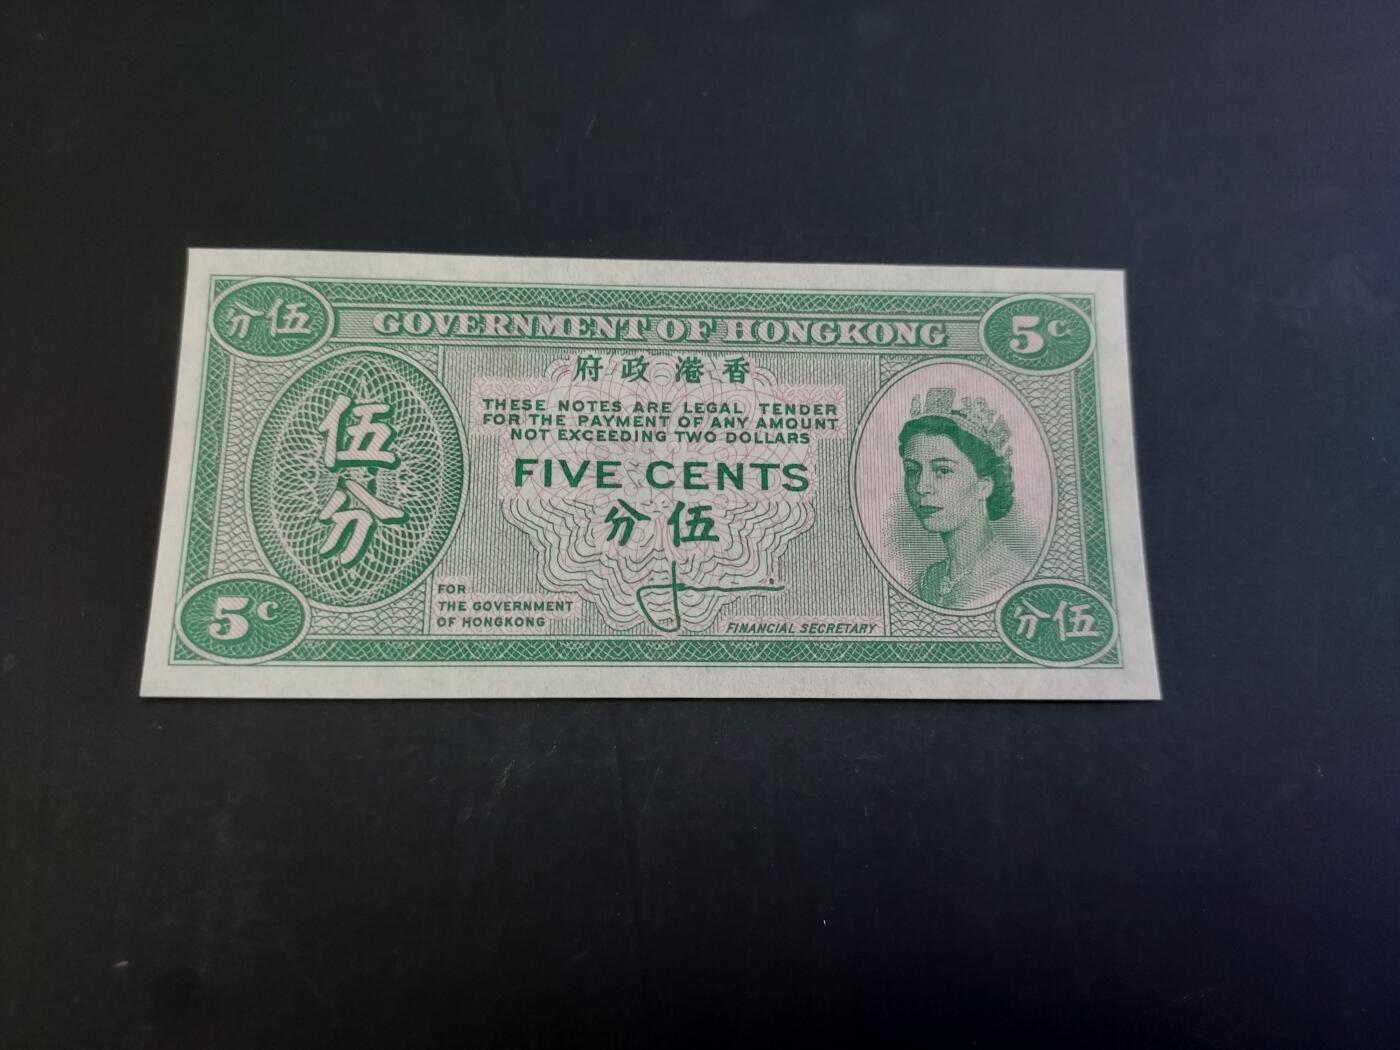 分伍
GOVERNMENT OF HONGKONG
5c
府政港香
THESE NOTES ARE LEGAL TENDER
FOR THE PAYMENT OF ANY AMOUNT
NOT EXCEEDING TWO DOLLARS
FIVE CENTS
分伍
伍
分
FOR
THE GOVERNMENT
OF HONGKONG
FINANCIAL SECRETARY
5c
分伍